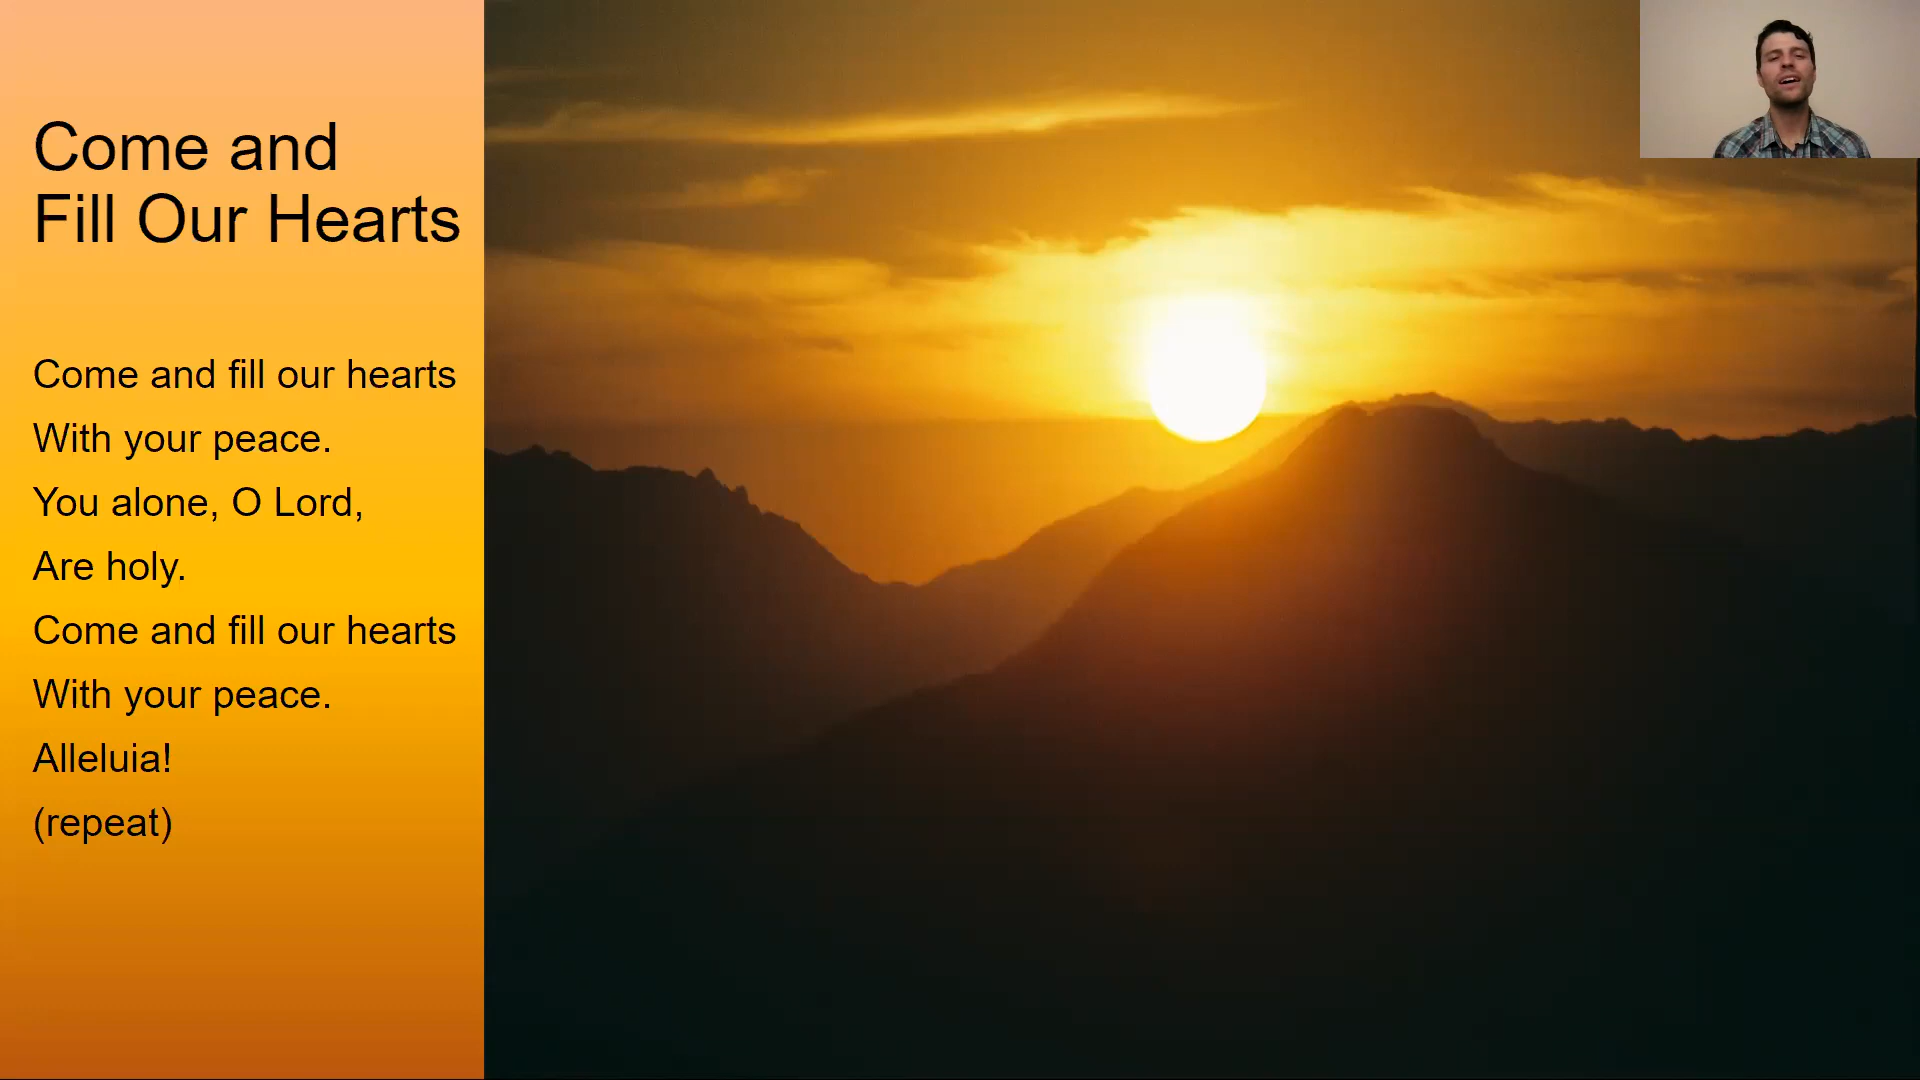 Come and
Fill Our Hearts
Come and fill our hearts
With your peace.
You alone, O Lord,
Are holy.
Come and fill our hearts
With your peace.
Alleluia!
(repeat)